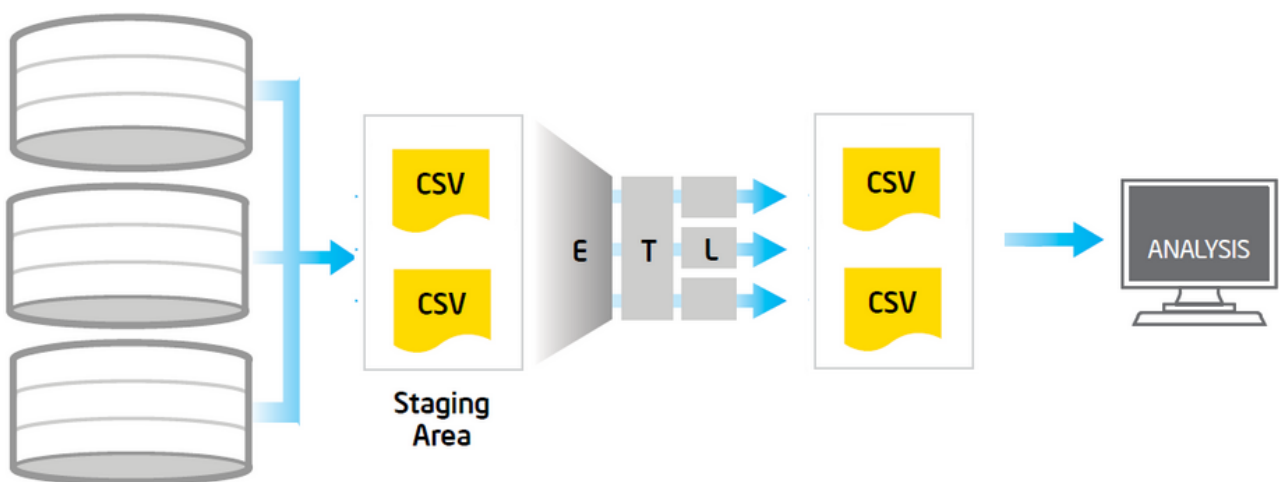 CSV
CSV
Staging
Area
E T L
CSV
CSV
ANALYSIS